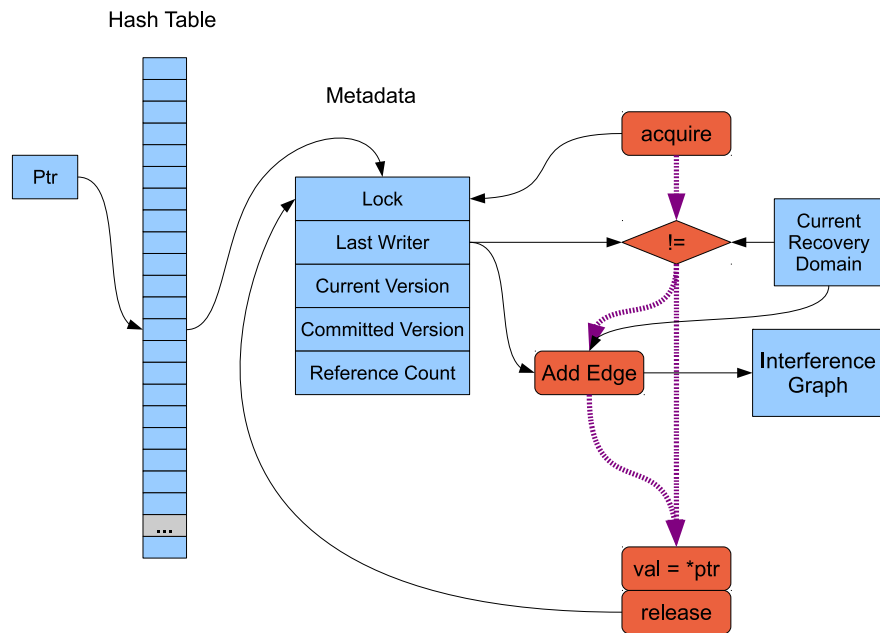 Hash Table
Metadata
Ptr
Lock
Last Writer
Current Version
Committed Version
Reference Count
...
acquire
!=
Current
Recovery
Domain
Add Edge
Interference
Graph
val = *ptr
release